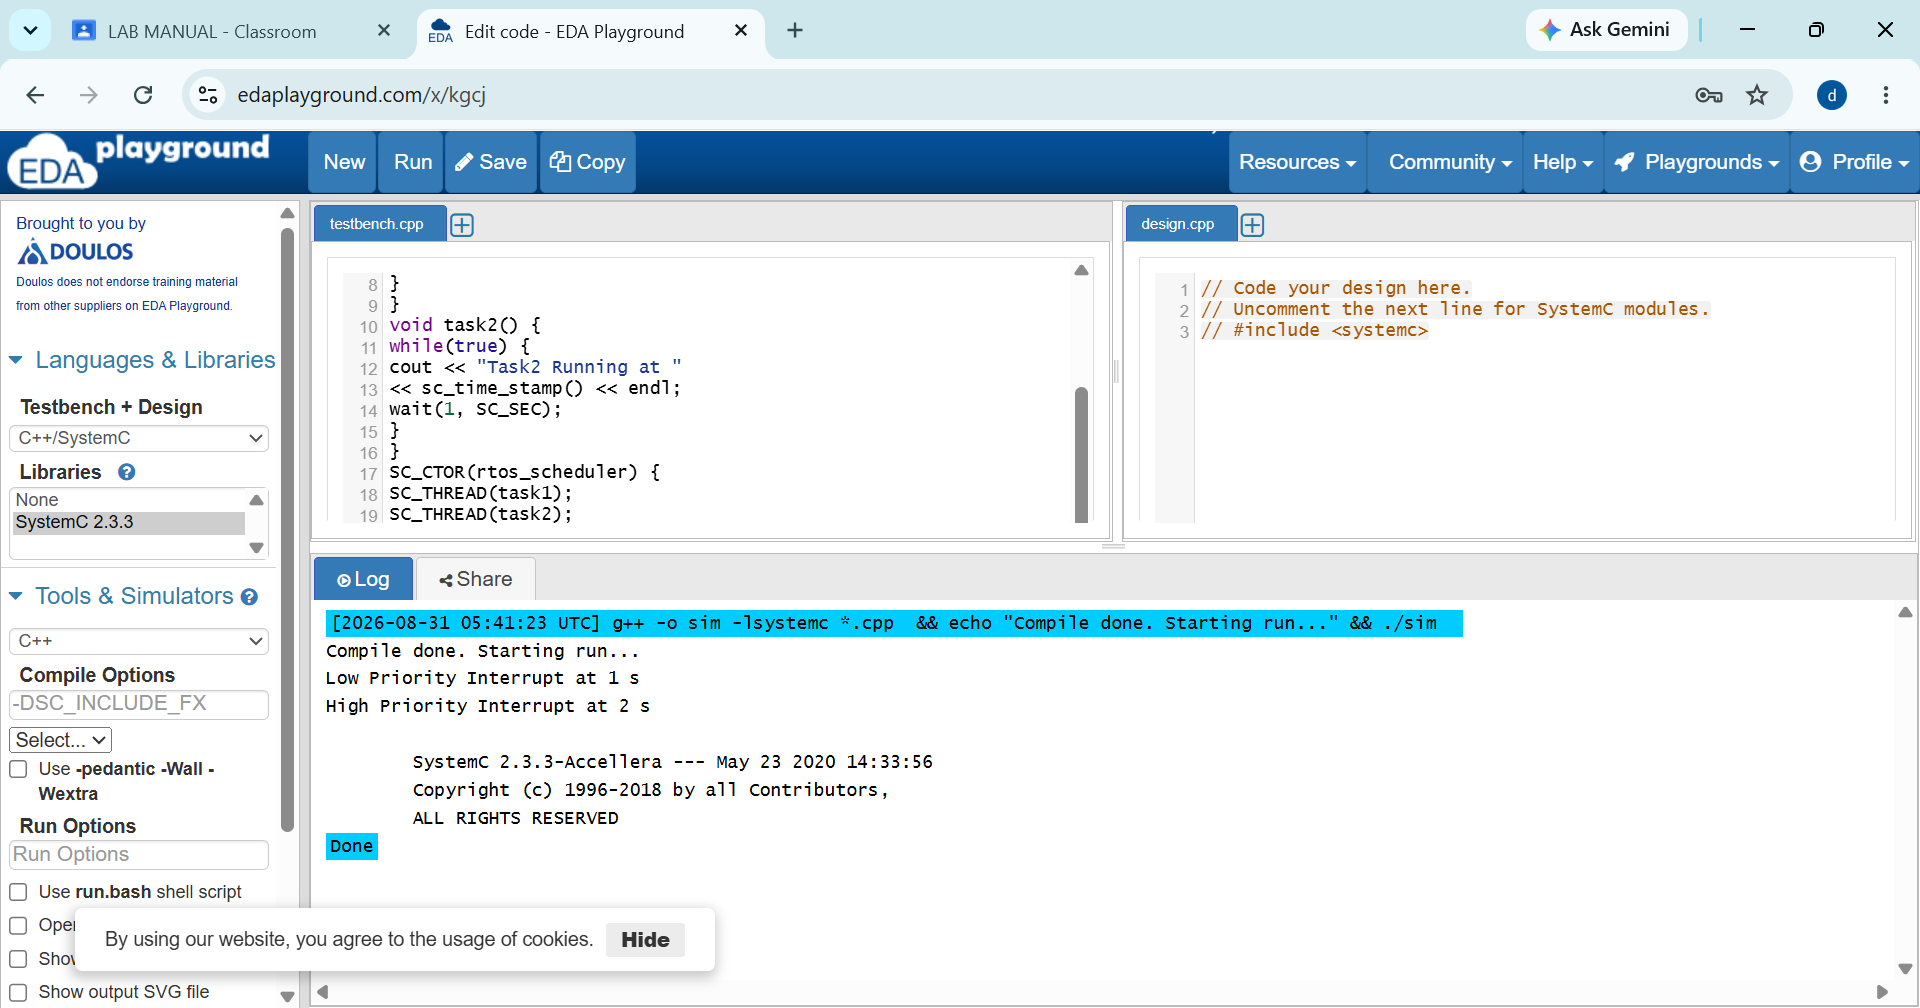 LAB MANUAL - Classroom
Edit code - EDA Playground
Ask Gemini
edaplayground.com/x/kgcj
d
EDA playground
New
Run
Save
Copy
Resources
Community
Help
Playgrounds
Profile
Brought to you by
DOULOS
Doulos does not endorse training material
from other suppliers on EDA Playground.
Languages & Libraries
Testbench + Design
C++/SystemC
Libraries ?
None
SystemC 2.3.3
Tools & Simulators ?
C++
Compile Options
-DSC_INCLUDE_FX
Select...
Use -pedantic -Wall -
Wextra
Run Options
Run Options
Use run.bash shell script
Show output SVG file
testbench.cpp
8 }
9 }
10 void task2() {
11 while(true) {
12 cout << "Task2 Running at "
13 << sc_time_stamp() << endl;
14 wait(1, SC_SEC);
15 }
16 }
17 SC_CTOR(rtos_scheduler) {
18 SC_THREAD(task1);
19 SC_THREAD(task2);
design.cpp
1 // Code your design here.
2 // Uncomment the next line for SystemC modules.
3 // #include <systemc>
Log
Share
[2026-08-31 05:41:23 UTC] g++ -o sim -lsystemc *.cpp && echo "Compile done. Starting run..." && ./sim
Compile done. Starting run...
Low Priority Interrupt at 1 s
High Priority Interrupt at 2 s
SystemC 2.3.3-Accellera --- May 23 2020 14:33:56
Copyright (c) 1996-2018 by all Contributors,
ALL RIGHTS RESERVED
Done
By using our website, you agree to the usage of cookies.
Hide